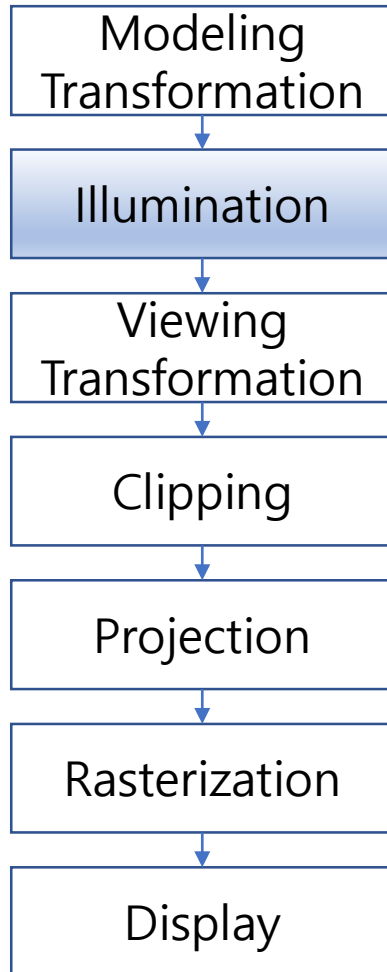 Modeling
Transformation
Illumination
Viewing
Transformation
Clipping
Projection
Rasterization
Display